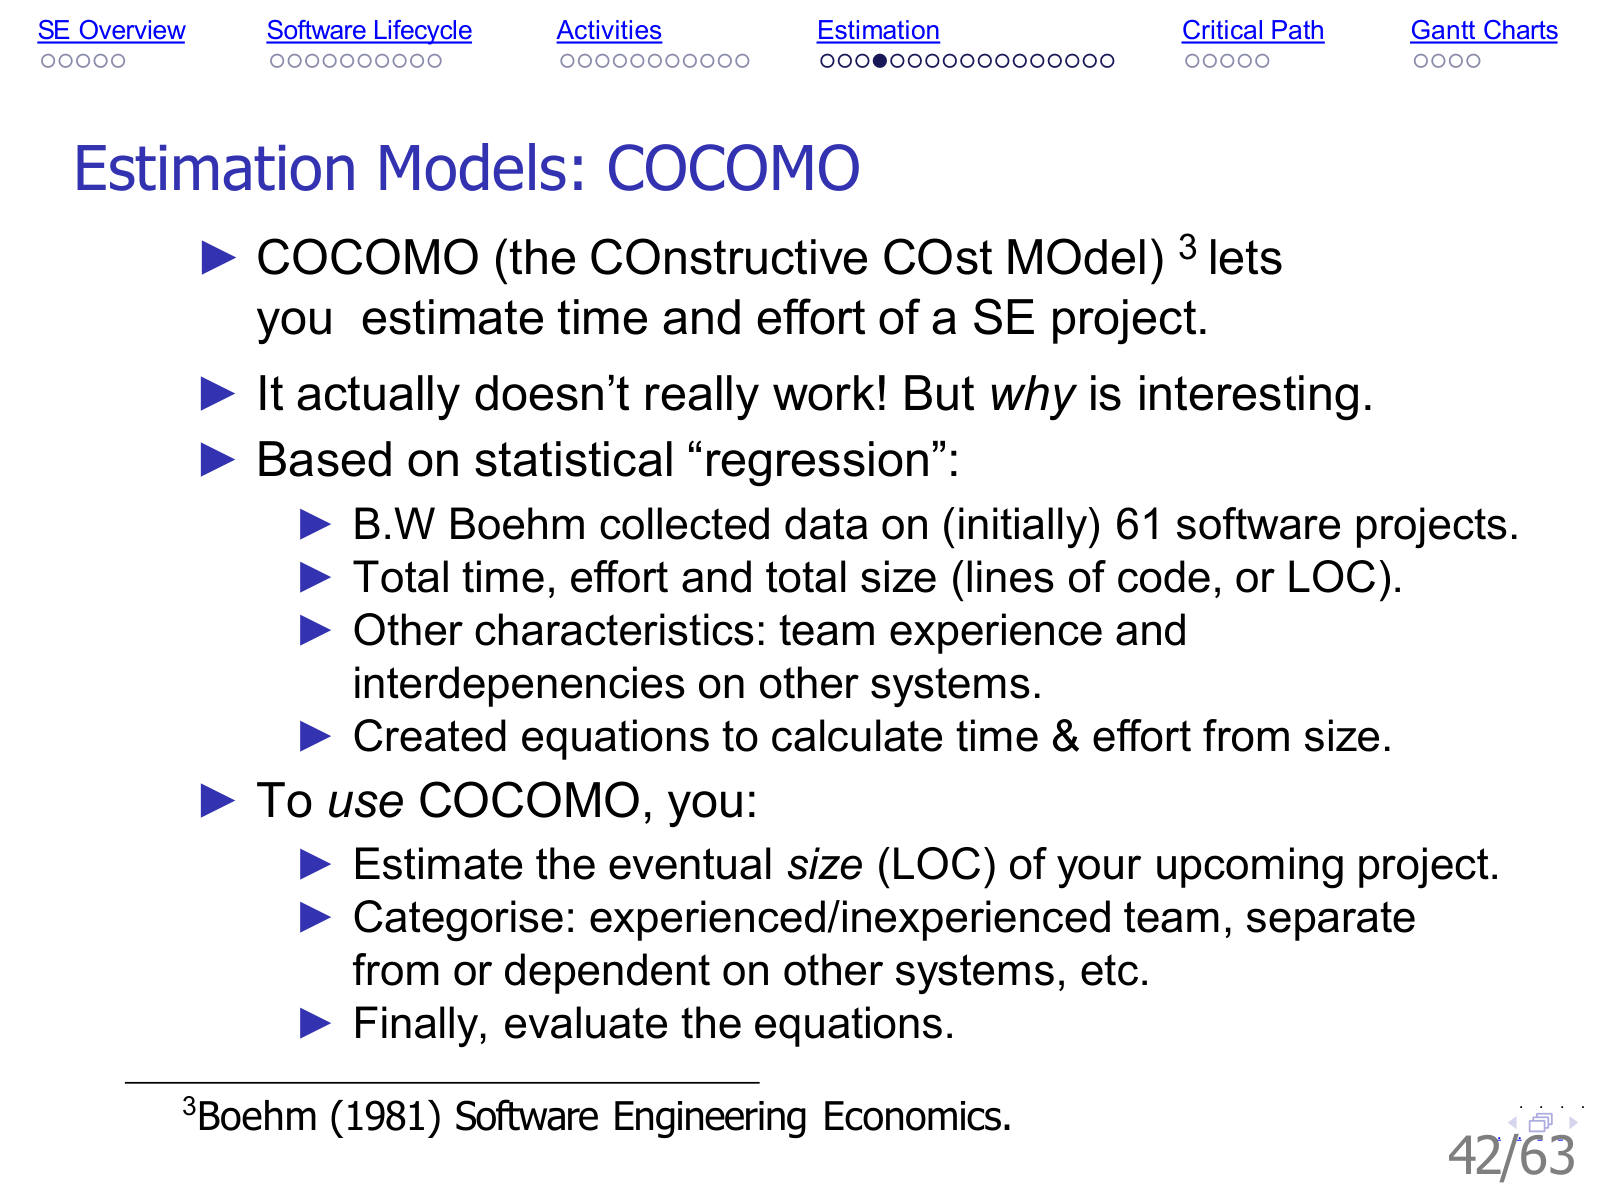 SE Overview
Software Lifecycle
Activities
Estimation
Critical Path
Gantt Charts
Estimation Models: COCOMO
► COCOMO (the COnstructive COst MOdel) ³ lets
you estimate time and effort of a SE project.
► It actually doesn’t really work! But why is interesting.
► Based on statistical “regression”:
► B.W Boehm collected data on (initially) 61 software projects.
► Total time, effort and total size (lines of code, or LOC).
► Other characteristics: team experience and
interdepenencies on other systems.
► Created equations to calculate time & effort from size.
► To use COCOMO, you:
► Estimate the eventual size (LOC) of your upcoming project.
► Categorise: experienced/inexperienced team, separate
from or dependent on other systems, etc.
► Finally, evaluate the equations.
³Boehm (1981) Software Engineering Economics.
42/63